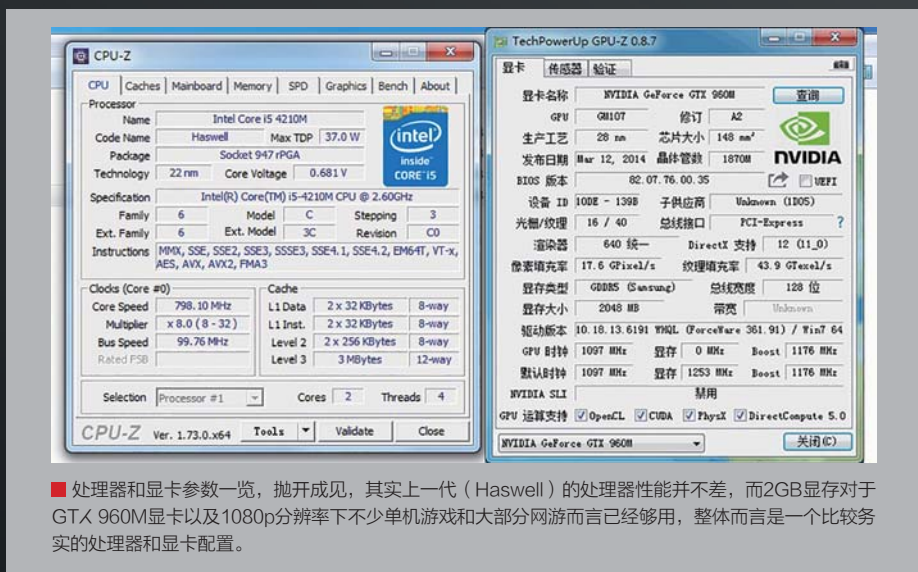 CPU-Z
CPU Caches Mainboard Memory SPD Graphics Bench About
Processor
Name Intel Core i5 4210M
Code Name Haswell Max TDP 37.0 W
Package Socket 947 rPGA
Technology 22 nm Core Voltage 0.681 V
(intel) inside™ CORE™i5
Specification Intel(R) Core(TM) i5-4210M CPU @ 2.60GHz
Family 6 Model C Stepping 3
Ext. Family 6 Ext. Model 3C Revision C0
Instructions MMX, SSE, SSE2, SSE3, SSSE3, SSE4.1, SSE4.2, EM64T, VT-x,
AES, AVX, AVX2, FMA3
Clocks (Core #0)
Core Speed 798.10 MHz
Multiplier x 8.0 ( 8 - 32 )
Bus Speed 99.76 MHz
Rated FSB
Cache
L1 Data 2 x 32 KBytes 8-way
L1 Inst. 2 x 32 KBytes 8-way
Level 2 2 x 256 KBytes 8-way
Level 3 3 MBytes 12-way
Selection Processor #1 Cores 2 Threads 4
CPU-Z Ver. 1.73.0.x64 Tools Validate Close
TechPowerUp GPU-Z 0.8.7
显卡 传感器 验证
显卡名称 NVIDIA GeForce GTX 960M 查询
GPU GM107 修订 A2
生产工艺 28 nm 芯片大小 148 mm²
发布日期 Mar 12, 2014 晶体管数 1870M
NVIDIA
BIOS 版本 82.07.76.00.35 UEFI
设备 ID 10DE - 139B 子供应商 Unknown (1D05)
光栅/纹理 16 / 40 总线接口 PCI-Express ?
渲染器 640 统一 DirectX 支持 12 (11_0)
像素填充率 17.6 GPixel/s 纹理填充率 43.9 GTexel/s
显存类型 GDDR5 (Samsung) 总线宽度 128 位
显存大小 2048 MB 带宽 Unknown
驱动版本 10.18.13.6191 WHQL (ForceWare 361.91) / Win7 64
GPU 时钟 1097 MHz 显存 0 MHz Boost 1176 MHz
默认时钟 1097 MHz 显存 1253 MHz Boost 1176 MHz
NVIDIA SLI 禁用
GPU 运算支持 OpenCL CUDA PhysX DirectCompute 5.0
NVIDIA GeForce GTX 960M 关闭(C)
处理器和显卡参数一览，抛开成见，其实上一代（Haswell）的处理器性能并不差，而2GB显存对于
GTX 960M显卡以及1080p分辨率下不少单机游戏和大部分网游而言已经够用，整体而言是一个比较务
实的处理器和显卡配置。